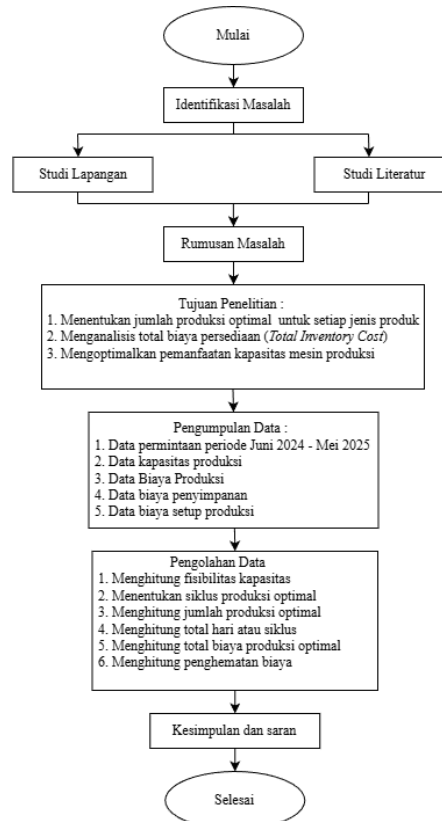 Mulai
Identifikasi Masalah
Studi Lapangan
Studi Literatur
Rumusan Masalah
Tujuan Penelitian :
1. Menentukan jumlah produksi optimal untuk setiap jenis produk
2. Menganalisis total biaya persediaan (Total Inventory Cost)
3. Mengoptimalkan pemanfaatan kapasitas mesin produksi
Pengumpulan Data :
1. Data permintaan periode Juni 2024 - Mei 2025
2. Data kapasitas produksi
3. Data Biaya Produksi
4. Data biaya penyimpanan
5. Data biaya setup produksi
Pengolahan Data
1. Menghitung fisibilitas kapasitas
2. Menentukan siklus produksi optimal
3. Menghitung jumlah produksi optimal
4. Menghitung total hari atau siklus
5. Menghitung total biaya produksi optimal
6. Menghitung penghematan biaya
Kesimpulan dan saran
Selesai